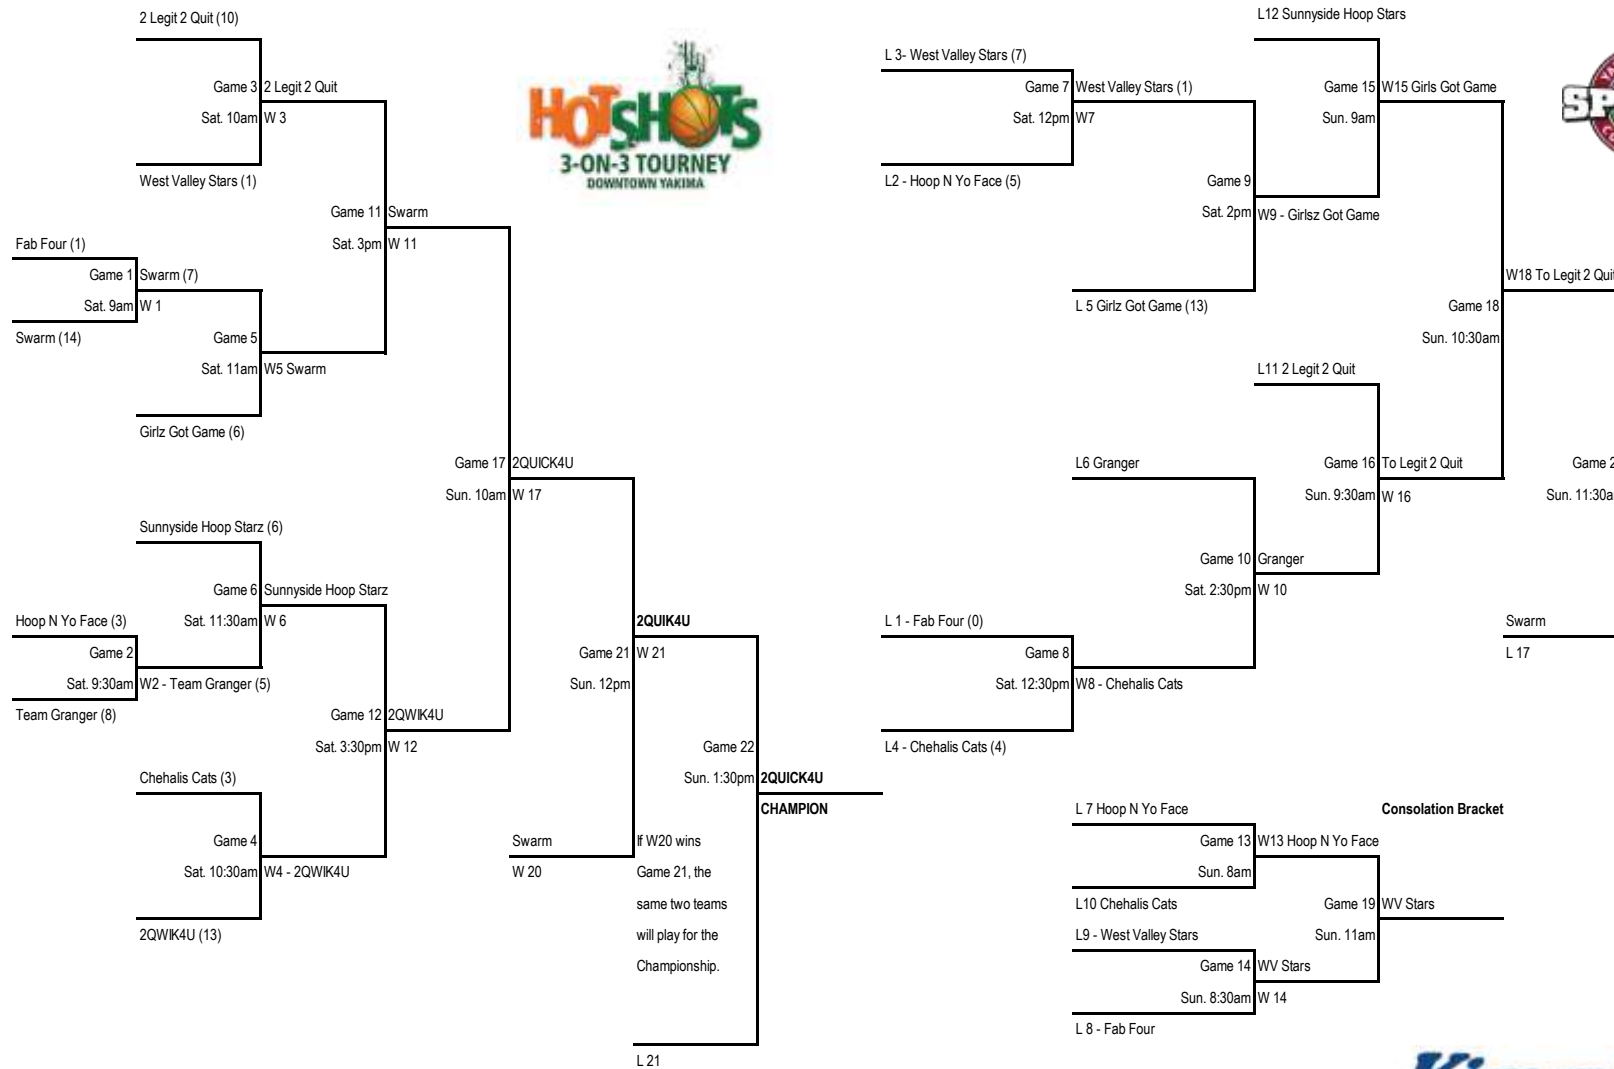 2 Legit 2 Quit (10)
Game 3 2 Legit 2 Quit
Sat. 10am W 3
West Valley Stars (1)
Game 11 Swarm
Sat. 3pm W 11
Fab Four (1)
Game 1 Swarm (7)
Sat. 9am W 1
Swarm (14)
Game 5
Sat. 11am W5 Swarm
Girlz Got Game (6)
Game 17 2QUICK4U
Sun. 10am W 17
Sunnyside Hoop Starz (6)
Game 6 Sunnyside Hoop Starz
Sat. 11:30am W 6
Hoop N Yo Face (3)
Game 2
Sat. 9:30am W2 - Team Granger (5)
Team Granger (8)
Game 12 2QWIK4U
Sat. 3:30pm W 12
Chehalis Cats (3)
Game 4
Sat. 10:30am W4 - 2QWIK4U
2QWIK4U (13)
2QUIK4U
Game 21 W 21
Sun. 12pm
Game 22
Sun. 1:30pm 2QUICK4U
CHAMPION
Swarm
W 20
If W20 wins
Game 21, the
same two teams
will play for the
Championship.
L 21
HOTSHOTS
3-ON-3 TOURNEY
DOWNTOWN YAKIMA
L12 Sunnyside Hoop Stars
L 3- West Valley Stars (7)
Game 7 West Valley Stars (1)
Sat. 12pm W7
L2 - Hoop N Yo Face (5)
Game 15 W15 Girls Got Game
Sun. 9am
Game 9
Sat. 2pm W9 - Girlsz Got Game
L 5 Girlz Got Game (13)
W18 To Legit 2 Quit
Game 18
Sun. 10:30am
L11 2 Legit 2 Quit
L6 Granger
Game 16 To Legit 2 Quit
Sun. 9:30am W 16
Game 2
Sun. 11:30a
Game 10 Granger
Sat. 2:30pm W 10
L 1 - Fab Four (0)
Game 8
Sat. 12:30pm W8 - Chehalis Cats
L4 - Chehalis Cats (4)
Swarm
L 17
L 7 Hoop N Yo Face
Consolation Bracket
Game 13 W13 Hoop N Yo Face
Sun. 8am
L10 Chehalis Cats
Game 19 WV Stars
L9 - West Valley Stars
Sun. 11am
Game 14 WV Stars
Sun. 8:30am W 14
L 8 - Fab Four